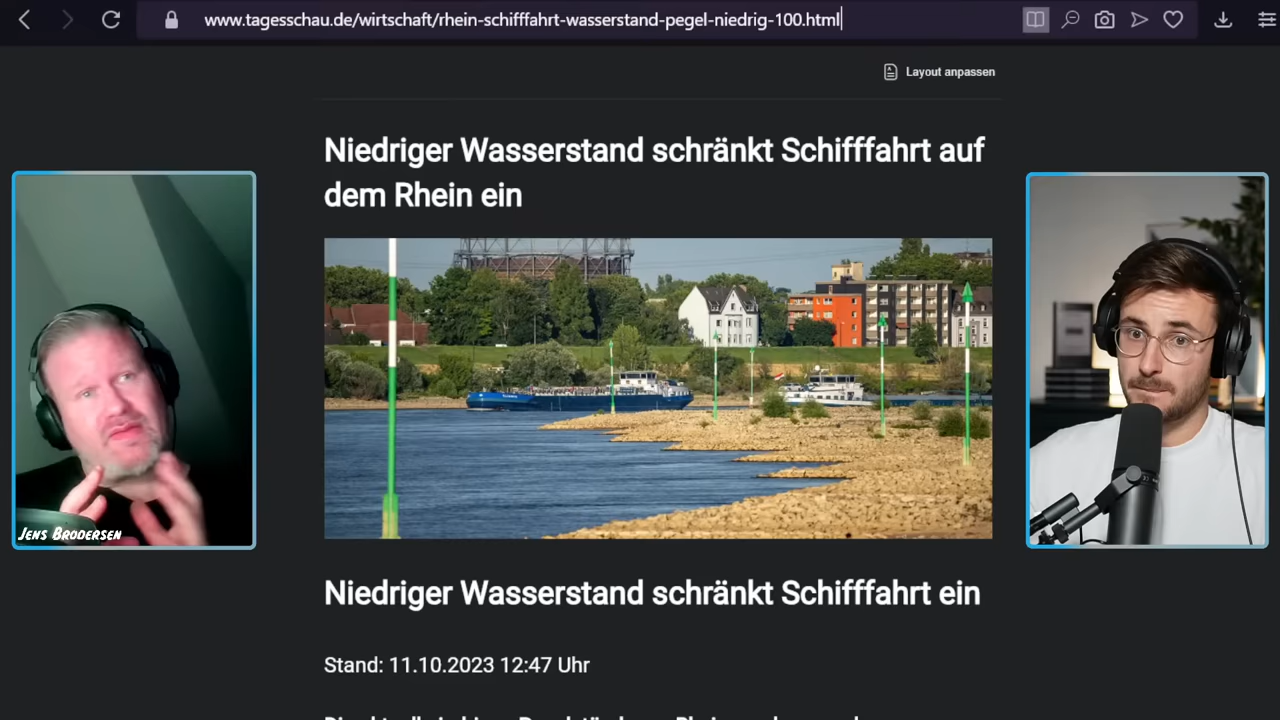 www.tagesschau.de/wirtschaft/rhein-schifffahrt-wasserstand-pegel-niedrig-100.html
Layout anpassen
Niedriger Wasserstand schränkt Schifffahrt auf
dem Rhein ein
Jens Brodersen
Niedriger Wasserstand schränkt Schifffahrt ein
Stand: 11.10.2023 12:47 Uhr